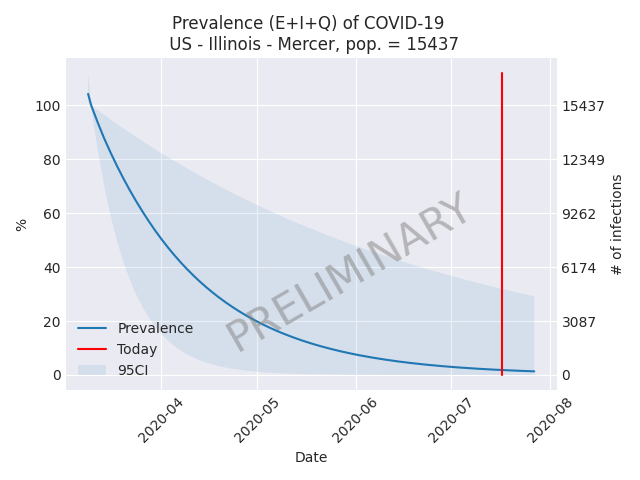 Prevalence (E+I+Q) of COVID-19
US - Illinois - Mercer, pop. = 15437
100
80
60
40
20
0
%
15437
12349
9262
6174
3087
0
# of infections
PRELIMINARY
Prevalence
Today
95CI
2020-04
2020-05
2020-06
2020-07
2020-08
Date